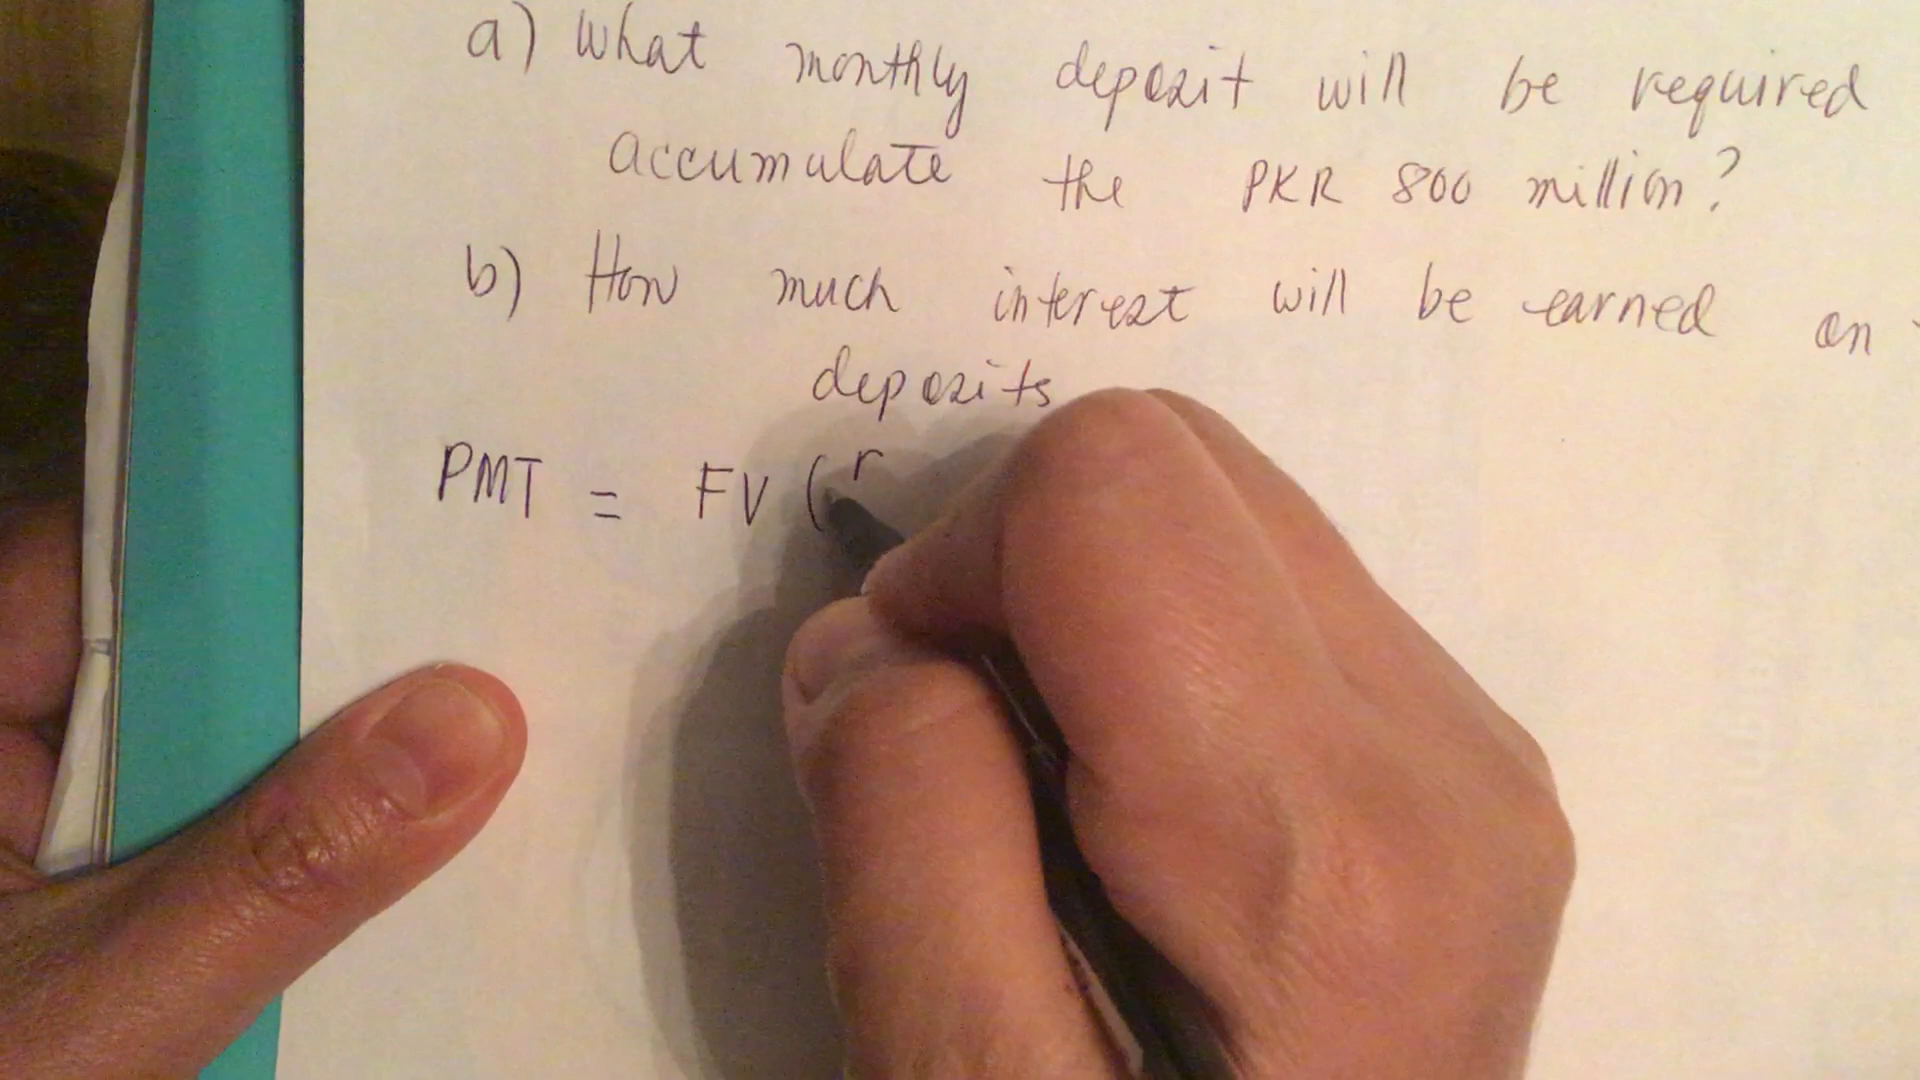 a) What monthly deposit will be required
accumulate the PKR 800 million?
b) How much interest will be earned on
deposits
PMT = FV (r